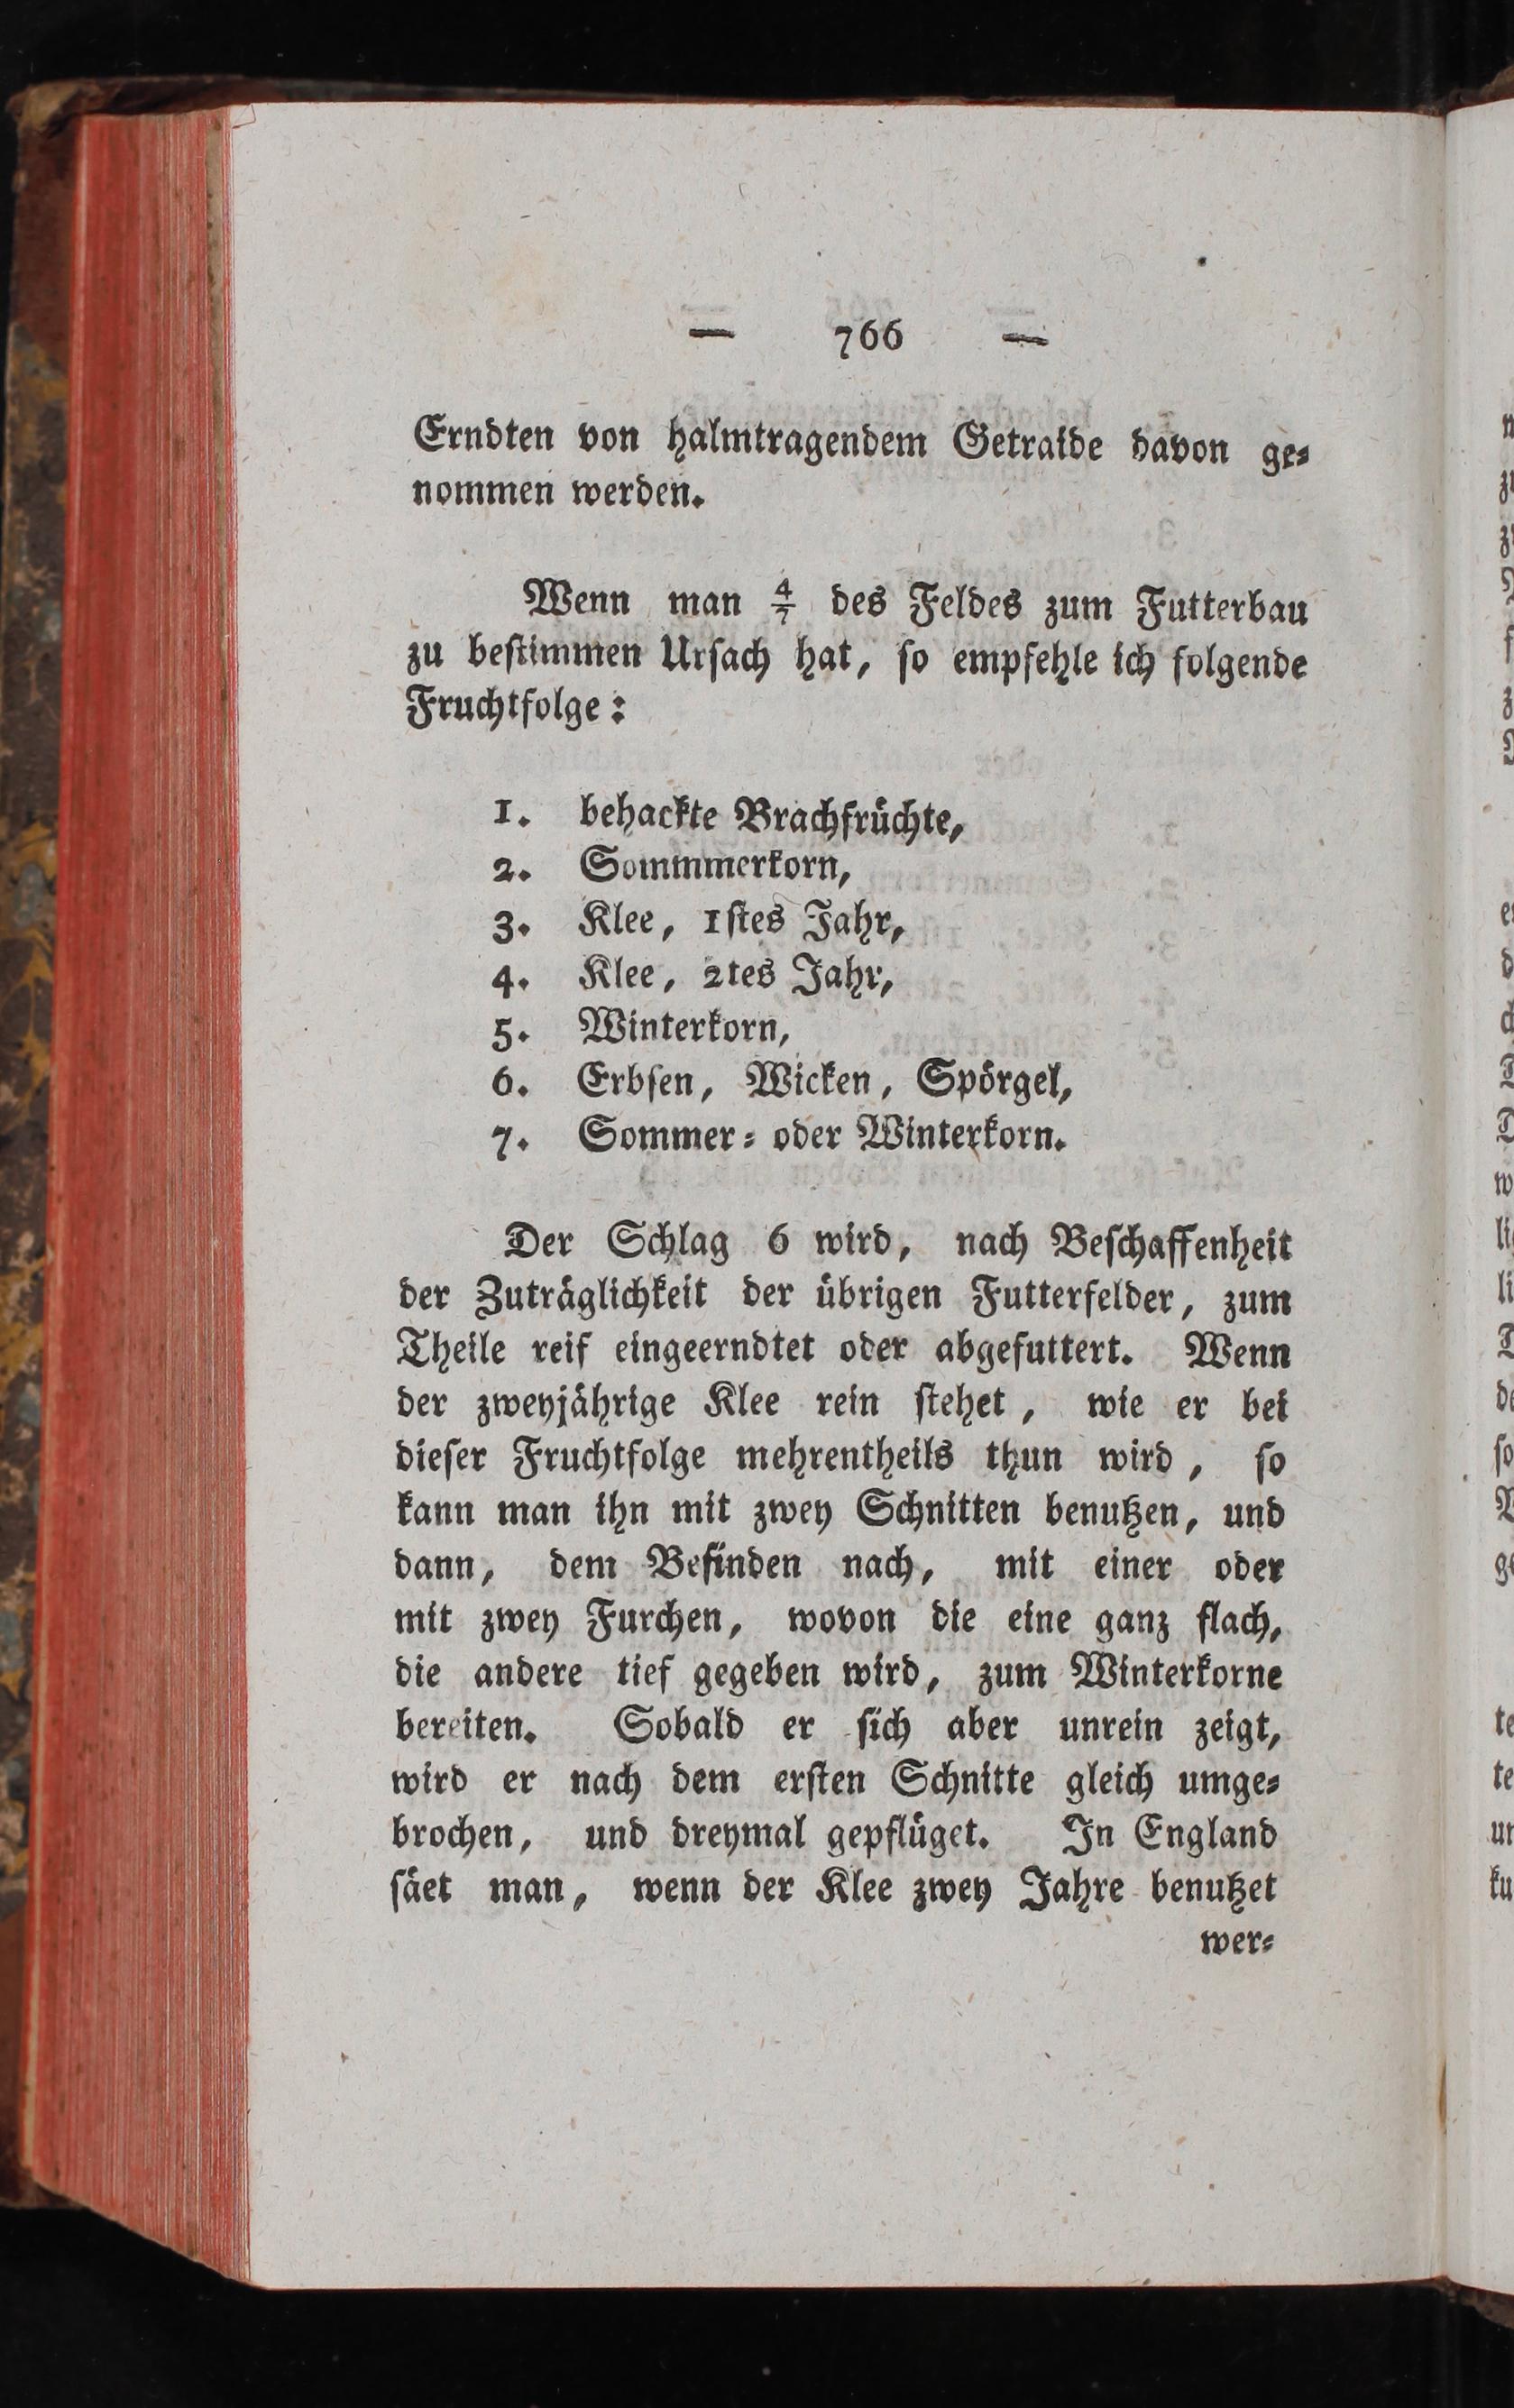 — 766 —
Erndten von halmtragendem Getraide davon ge-
nommen werden.
Wenn man 4/7 des Feldes zum Futterbau
zu bestimmen Ursach hat, so empfehle ich folgende
Fruchtfolge:
1. behackte Brachfrüchte,
2. Sommmerkorn,
3. Klee, 1stes Jahr,
4. Klee, 2tes Jahr,
5. Winterkorn,
6. Erbsen, Wicken, Spörgel,
7. Sommer- oder Winterkorn.
Der Schlag 6 wird, nach Beschaffenheit
der Zuträglichkeit der übrigen Futterfelder, zum
Theile reif eingeerndtet oder abgefuttert. Wenn
der zweyjährige Klee rein stehet, wie er bei
dieser Fruchtfolge mehrentheils thun wird, so
kann man ihn mit zwey Schnitten benutzen, und
dann, dem Befinden nach, mit einer oder
mit zwey Furchen, wovon die eine ganz flach,
die andere tief gegeben wird, zum Winterkorne
bereiten. Sobald er sich aber unrein zeigt,
wird er nach dem ersten Schnitte gleich umge-
brochen, und dreymal gepflüget. In England
säet man, wenn der Klee zwey Jahre benutzet
wer-